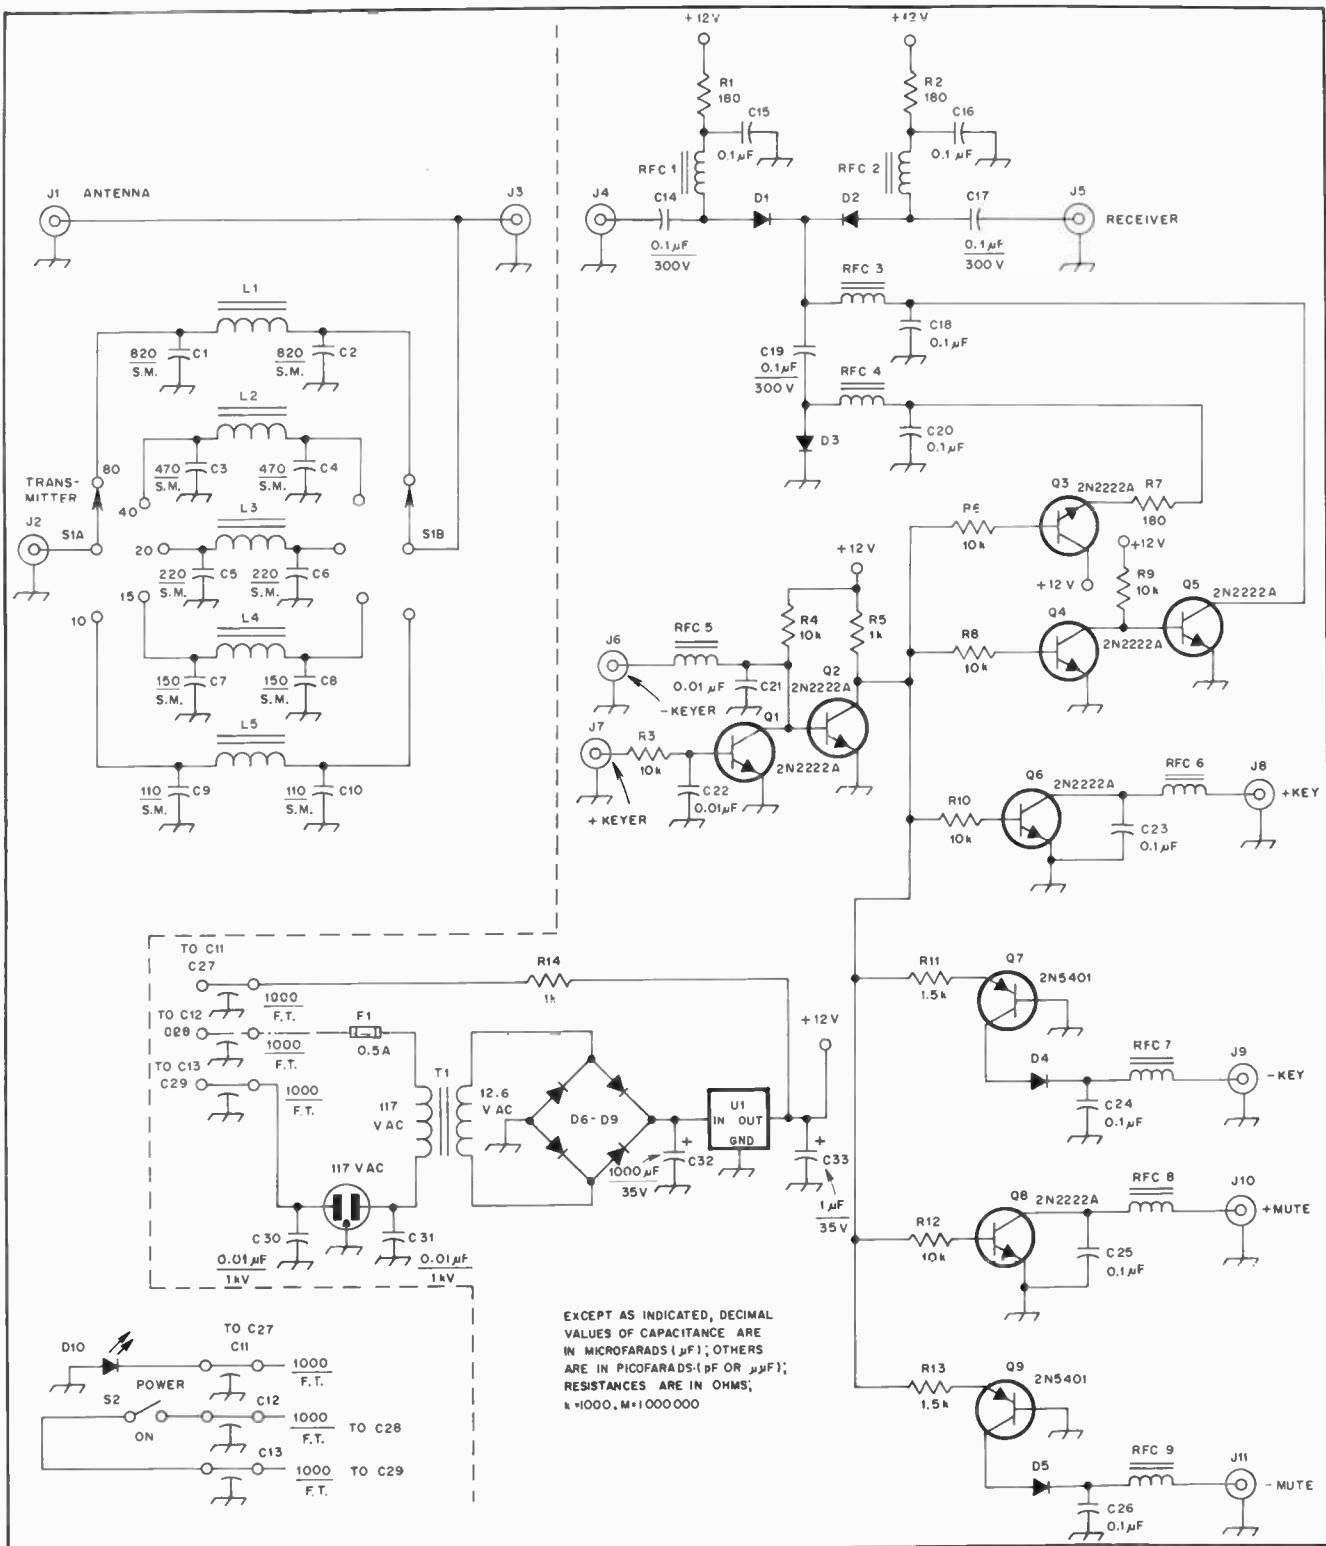 +12V
+12V
R1
180
R2
180
C15
0.1µF
C16
0.1µF
RFC 1
RFC 2
J1
ANTENNA
J3
J4
C14
0.1µF
300V
D1
D2
C17
0.1µF
300V
J5
RECEIVER
RFC 3
C18
0.1µF
C19
0.1µF
300V
RFC 4
C20
0.1µF
D3
L1
820
S.M.
C1
820
S.M.
C2
L2
470
S.M.
C3
470
S.M.
C4
TRANS-
MITTER
J2
S1A
80
40
20
15
10
S1B
L3
220
S.M.
C5
220
S.M.
C6
L4
150
S.M.
C7
150
S.M.
C8
L5
110
S.M.
C9
110
S.M.
C10
Q3
2N2222A
R7
180
R6
10k
+12V
+12V
R9
10k
Q5
2N2222A
Q4
2N2222A
R8
10k
+12V
R4
10k
R5
1k
J6
RFC 5
0.01µF
C21
-KEYER
Q2
2N2222A
J7
R3
10k
Q1
2N2222A
C22
0.01µF
+KEYER
Q6
2N2222A
RFC 6
J8
+KEY
R10
10k
C23
0.1µF
R11
1.5k
Q7
2N5401
D4
RFC 7
J9
-KEY
C24
0.1µF
Q8
2N2222A
RFC 8
J10
+MUTE
R12
10k
C25
0.1µF
R13
1.5k
Q9
2N5401
D5
RFC 9
J11
-MUTE
C26
0.1µF
TO C11
C27
1000
F.T.
R14
1k
TO C12
C28
1000
F.T.
F1
0.5A
TO C13
C29
1000
F.T.
T1
117
VAC
12.6
VAC
D6-D9
U1
IN OUT
GND
+12V
+
C32
1000µF
35V
+
C33
1µF
35V
117 VAC
C30
0.01µF
1kV
C31
0.01µF
1kV
D10
TO C27
C11
1000
F.T.
S2
POWER
ON
C12
1000
F.T.
TO C28
C13
1000
F.T.
TO C29
EXCEPT AS INDICATED, DECIMAL
VALUES OF CAPACITANCE ARE
IN MICROFARADS (µF); OTHERS
ARE IN PICOFARADS (pF OR µµF);
RESISTANCES ARE IN OHMS;
k=1000, M=1000000